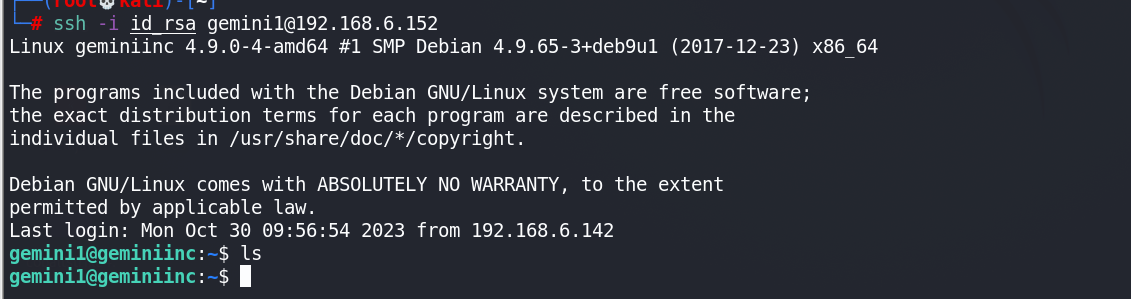 (root💀kali)-[~]
# ssh -i id_rsa gemini1@192.168.6.152
Linux geminiinc 4.9.0-4-amd64 #1 SMP Debian 4.9.65-3+deb9u1 (2017-12-23) x86_64
The programs included with the Debian GNU/Linux system are free software;
the exact distribution terms for each program are described in the
individual files in /usr/share/doc/*/copyright.
Debian GNU/Linux comes with ABSOLUTELY NO WARRANTY, to the extent
permitted by applicable law.
Last login: Mon Oct 30 09:56:54 2023 from 192.168.6.142
gemini1@geminiinc:~$ ls
gemini1@geminiinc:~$